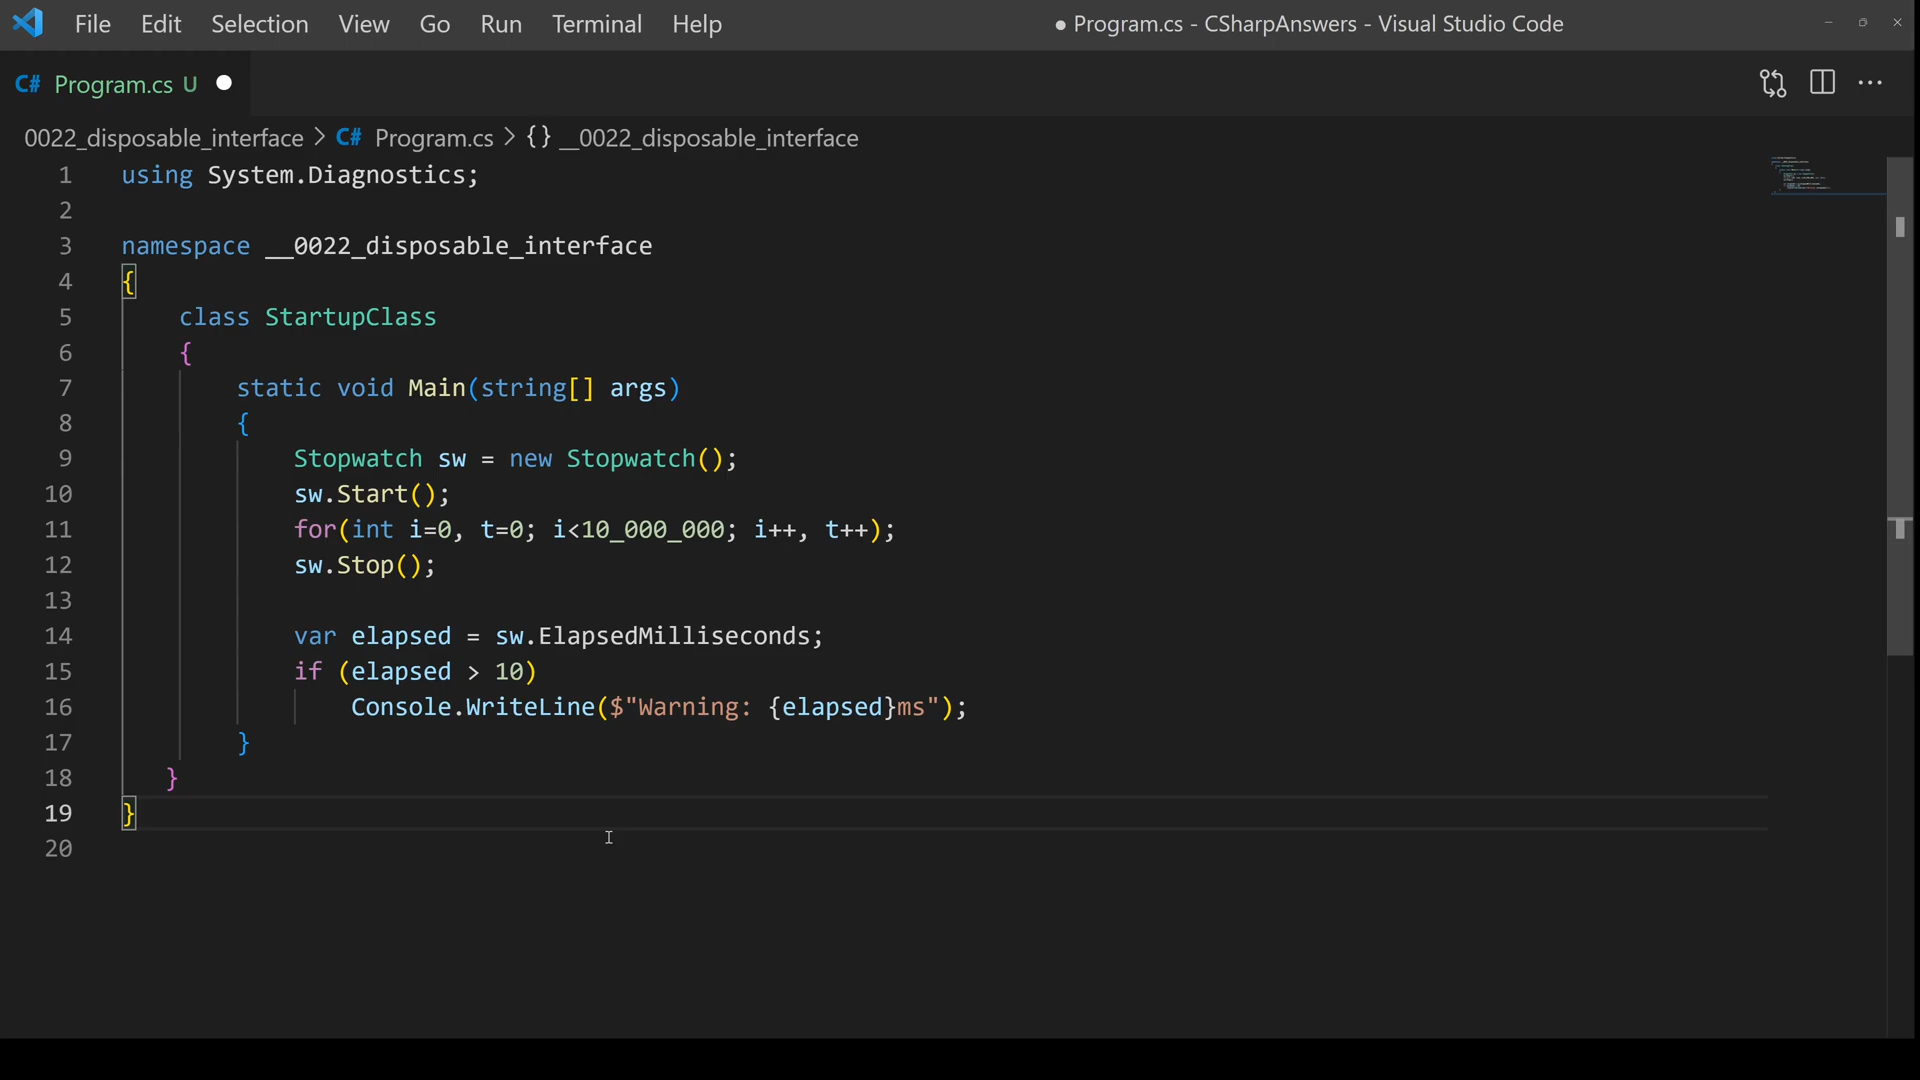 File Edit Selection View Go Run Terminal Help ● Program.cs - CSharpAnswers - Visual Studio Code
C# Program.cs U
0022_disposable_interface > C# Program.cs > {} __0022_disposable_interface
1 using System.Diagnostics;
2
3 namespace __0022_disposable_interface
4 {
5 class StartupClass
6 {
7 static void Main(string[] args)
8 {
9 Stopwatch sw = new Stopwatch();
10 sw.Start();
11 for(int i=0, t=0; i<10_000_000; i++, t++);
12 sw.Stop();
13
14 var elapsed = sw.ElapsedMilliseconds;
15 if (elapsed > 10)
16 Console.WriteLine($"Warning: {elapsed}ms");
17 }
18 }
19 }
20